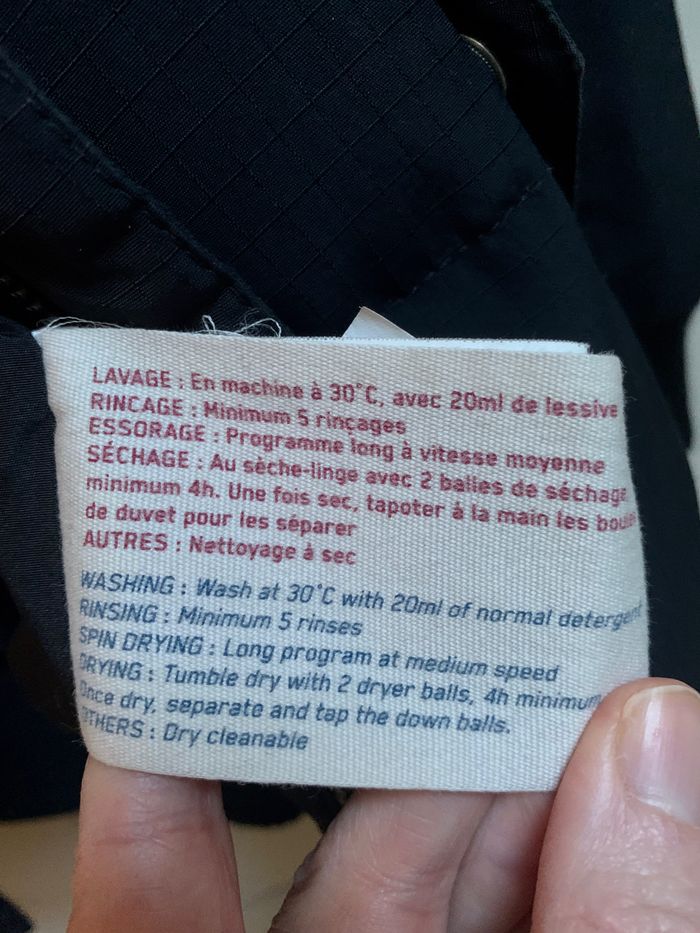 LAVAGE : En machine à 30°C, avec 20ml de lessive
RINCAGE : Minimum 5 rinçages
ESSORAGE : Programme long à vitesse moyenne
SÉCHAGE : Au sèche-linge avec 2 balles de séchage,
minimum 4h. Une fois sec, tapoter à la main les
de duvet pour les séparer
AUTRES : Nettoyage à sec
WASHING : Wash at 30°C with 20ml of normal detergent
RINSING : Minimum 5 rinses
SPIN DRYING : Long program at medium speed
DRYING : Tumble dry with 2 dryer balls, 4h minimum
Once dry, separate and tap the down balls.
OTHERS : Dry cleanable